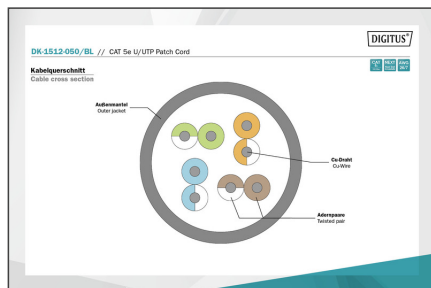 DIGITUS®
DK-1512-050/BL // CAT 5e U/UTP Patch Cord
Kabelquerschnitt
Cable cross section
Außenmantel
Outer jacket
Cu-Draht
Cu-Wire
Adernpaare
Twisted pair